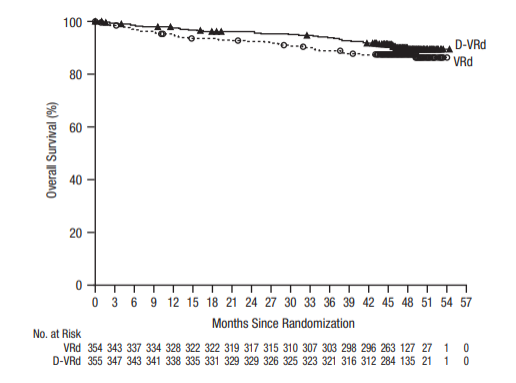 100
D-VRd
VRd
80
60
40
20
0
Overall Survival (%)
0 3 6 9 12 15 18 21 24 27 30 33 36 39 42 45 48 51 54 57
Months Since Randomization
No. at Risk
VRd 354 343 337 334 328 322 322 319 317 315 310 307 303 298 296 263 127 27 1 0
D-VRd 355 347 343 341 338 335 331 329 329 326 325 323 321 316 312 284 135 21 1 0